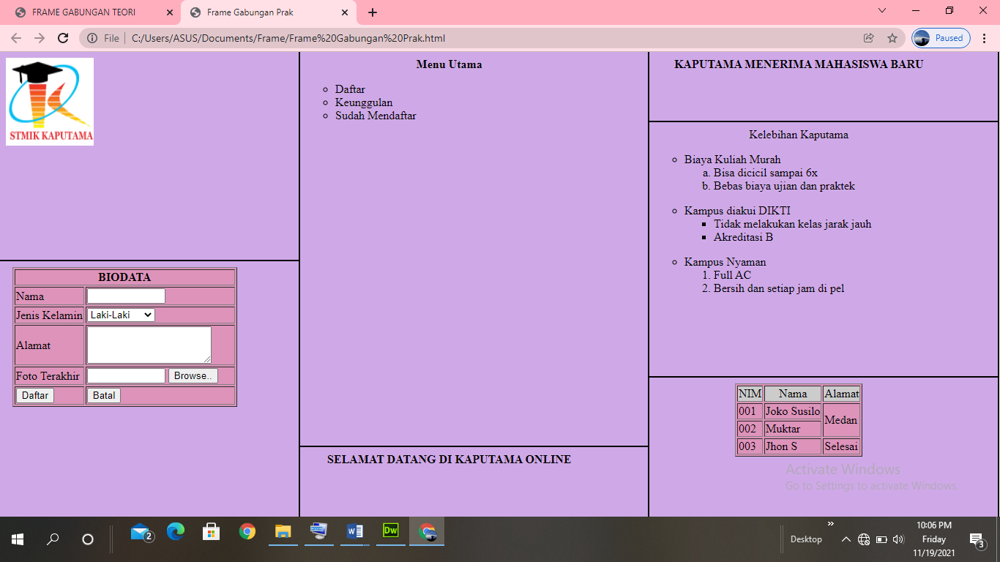 FRAME GABUNGAN TEORI
Frame Gabungan Prak
File
C:/Users/ASUS/Documents/Frame/Frame%20Gabungan%20Prak.html
Paused
STMIK KAPUTAMA
BIODATA
Nama
Jenis Kelamin Laki-Laki
Alamat
Foto Terakhir Browse..
Daftar Batal
Menu Utama
Daftar
Keunggulan
Sudah Mendaftar
SELAMAT DATANG DI KAPUTAMA ONLINE
KAPUTAMA MENERIMA MAHASISWA BARU
Kelebihan Kaputama
Biaya Kuliah Murah
a. Bisa dicicil sampai 6x
b. Bebas biaya ujian dan praktek
Kampus diakui DIKTI
Tidak melakukan kelas jarak jauh
Akreditasi B
Kampus Nyaman
1. Full AC
2. Bersih dan setiap jam di pel
NIM Nama Alamat
001 Joko Susilo Medan
002 Muktar
003 Jhon S Selesai
Activate Windows
Go to Settings to activate Windows.
2
Dw
Desktop
10:06 PM
Friday
11/19/2021
3